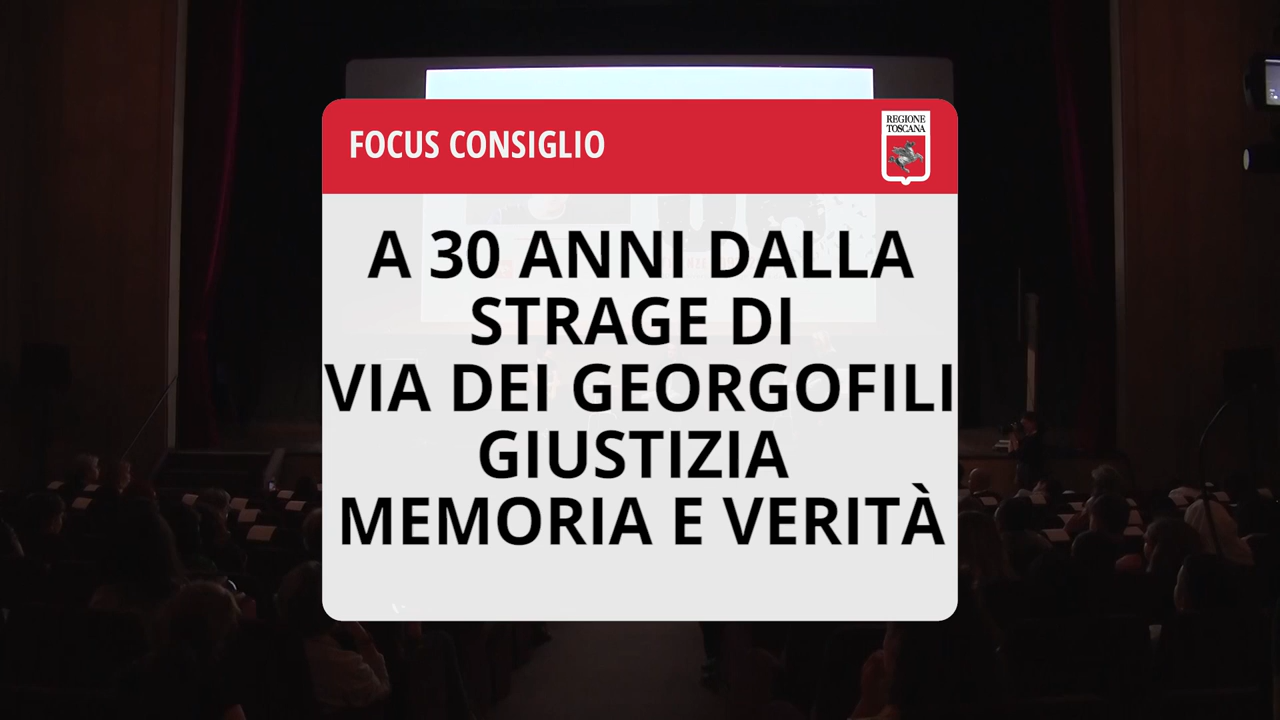 FOCUS CONSIGLIO
REGIONE
TOSCANA
A 30 ANNI DALLA
STRAGE DI
VIA DEI GEORGOFILI
GIUSTIZIA
MEMORIA E VERITÀ